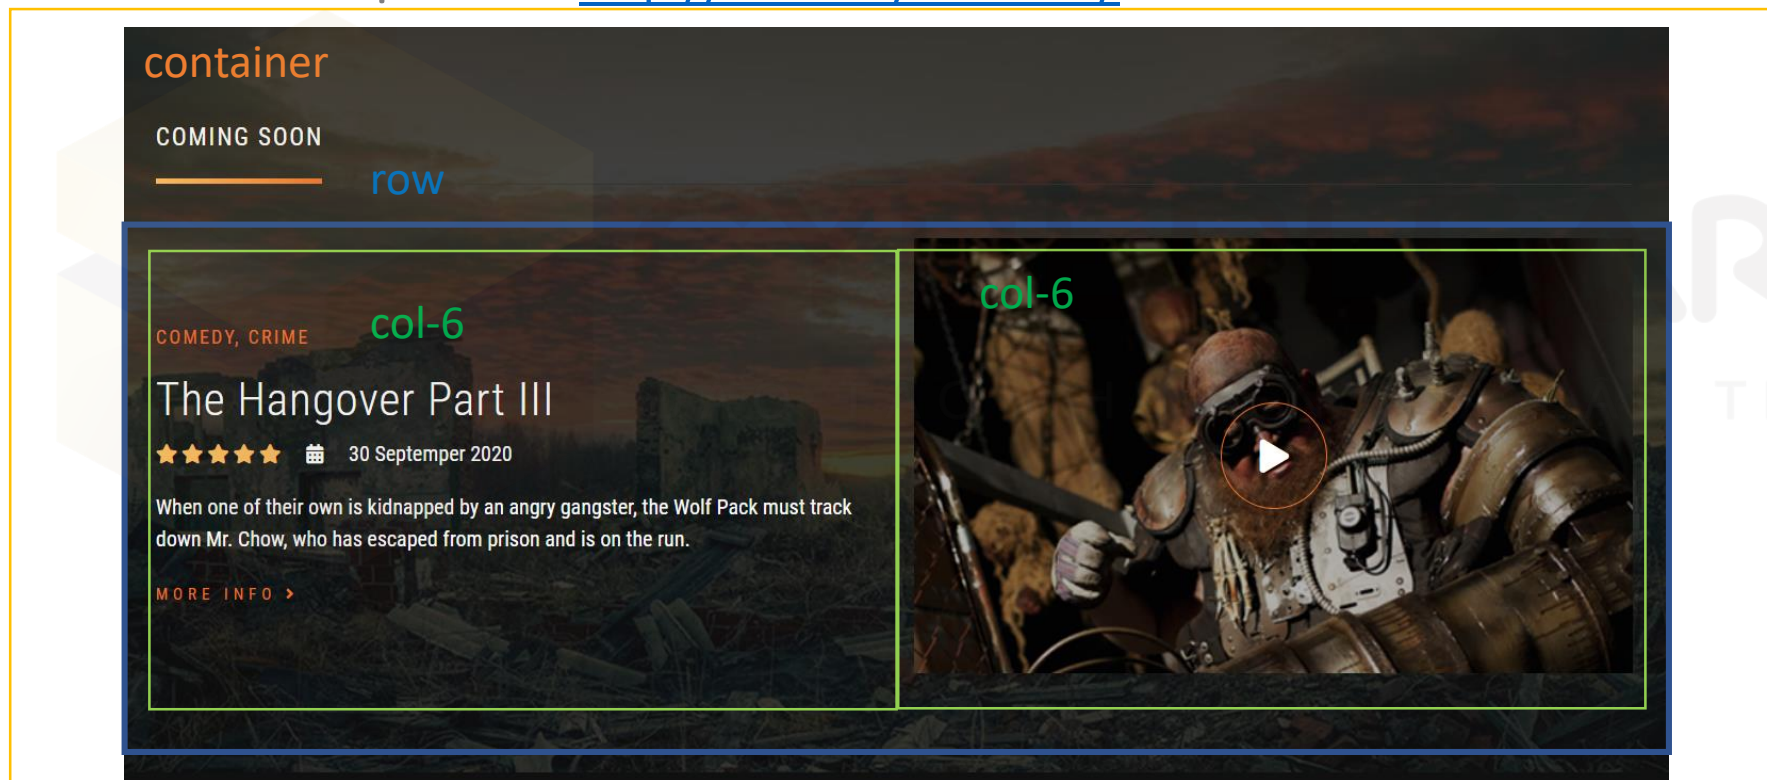 container
COMING SOON
row
col-6
COMEDY, CRIME
The Hangover Part III
30 Septemper 2020
When one of their own is kidnapped by an angry gangster, the Wolf Pack must track
down Mr. Chow, who has escaped from prison and is on the run.
MORE INFO >
col-6